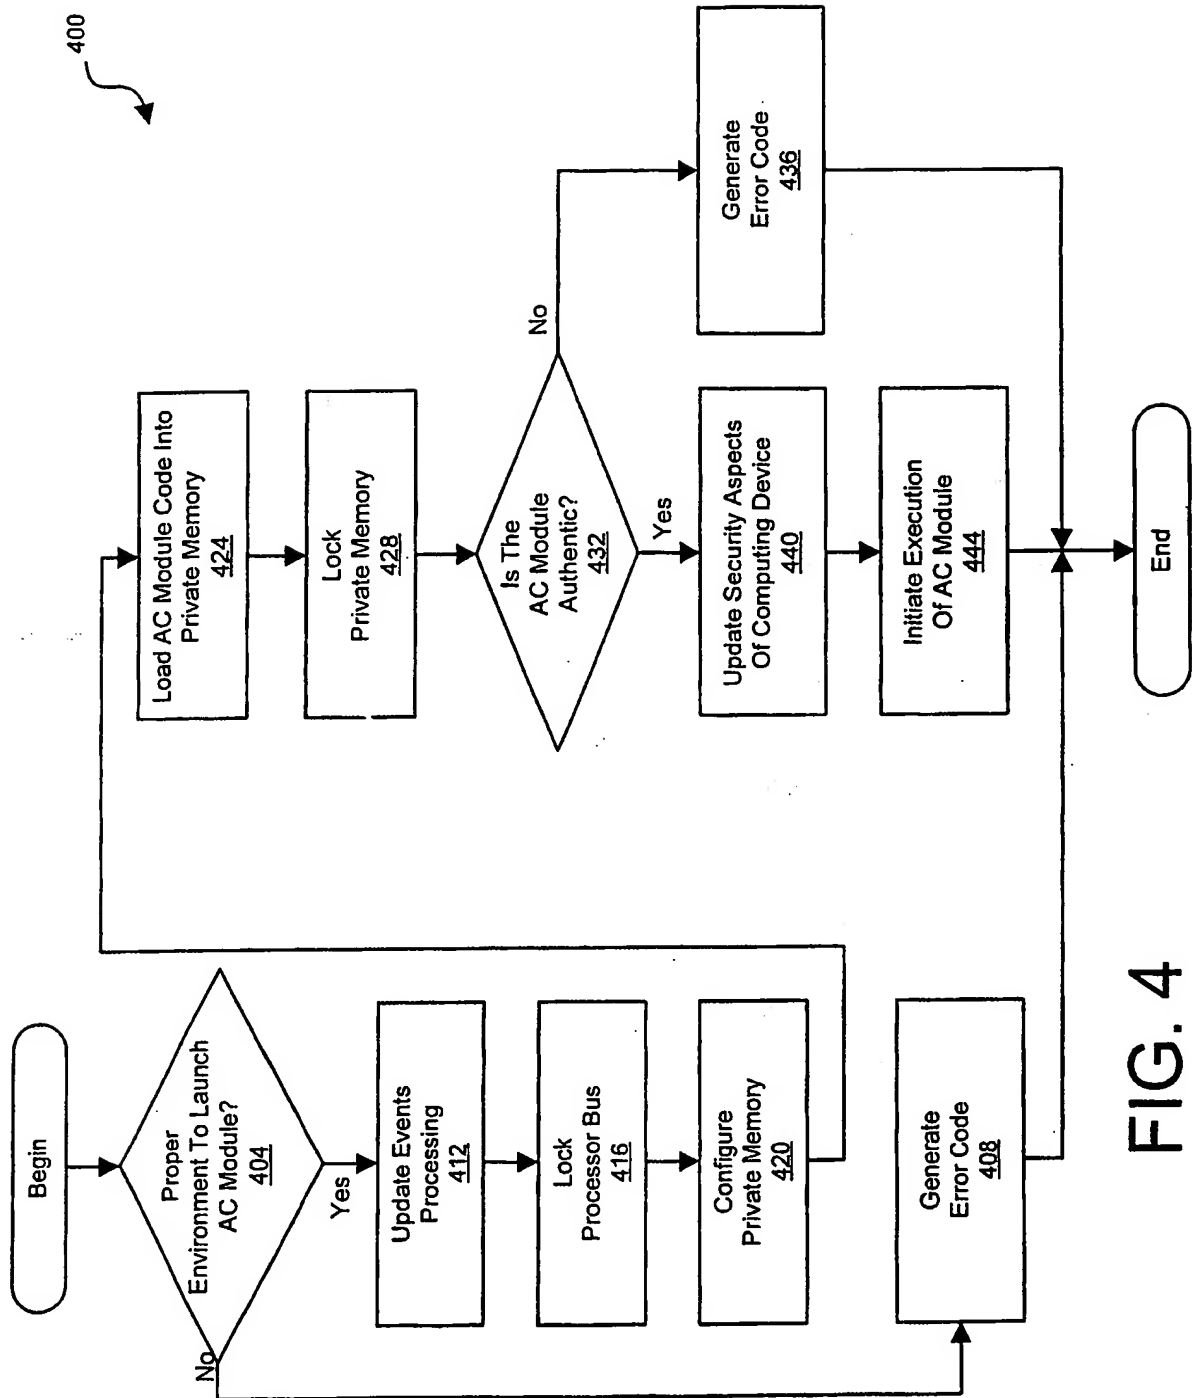 400
Begin
Proper
Environment To Launch
AC Module?
404
No
Yes
Update Events
Processing
412
Lock
Processor Bus
416
Configure
Private Memory
420
Generate
Error Code
408
Load AC Module Code Into
Private Memory
424
Lock
Private Memory
428
Is The
AC Module
Authentic?
432
No
Yes
Generate
Error Code
436
Update Security Aspects
Of Computing Device
440
Initiate Execution
Of AC Module
444
End
FIG. 4